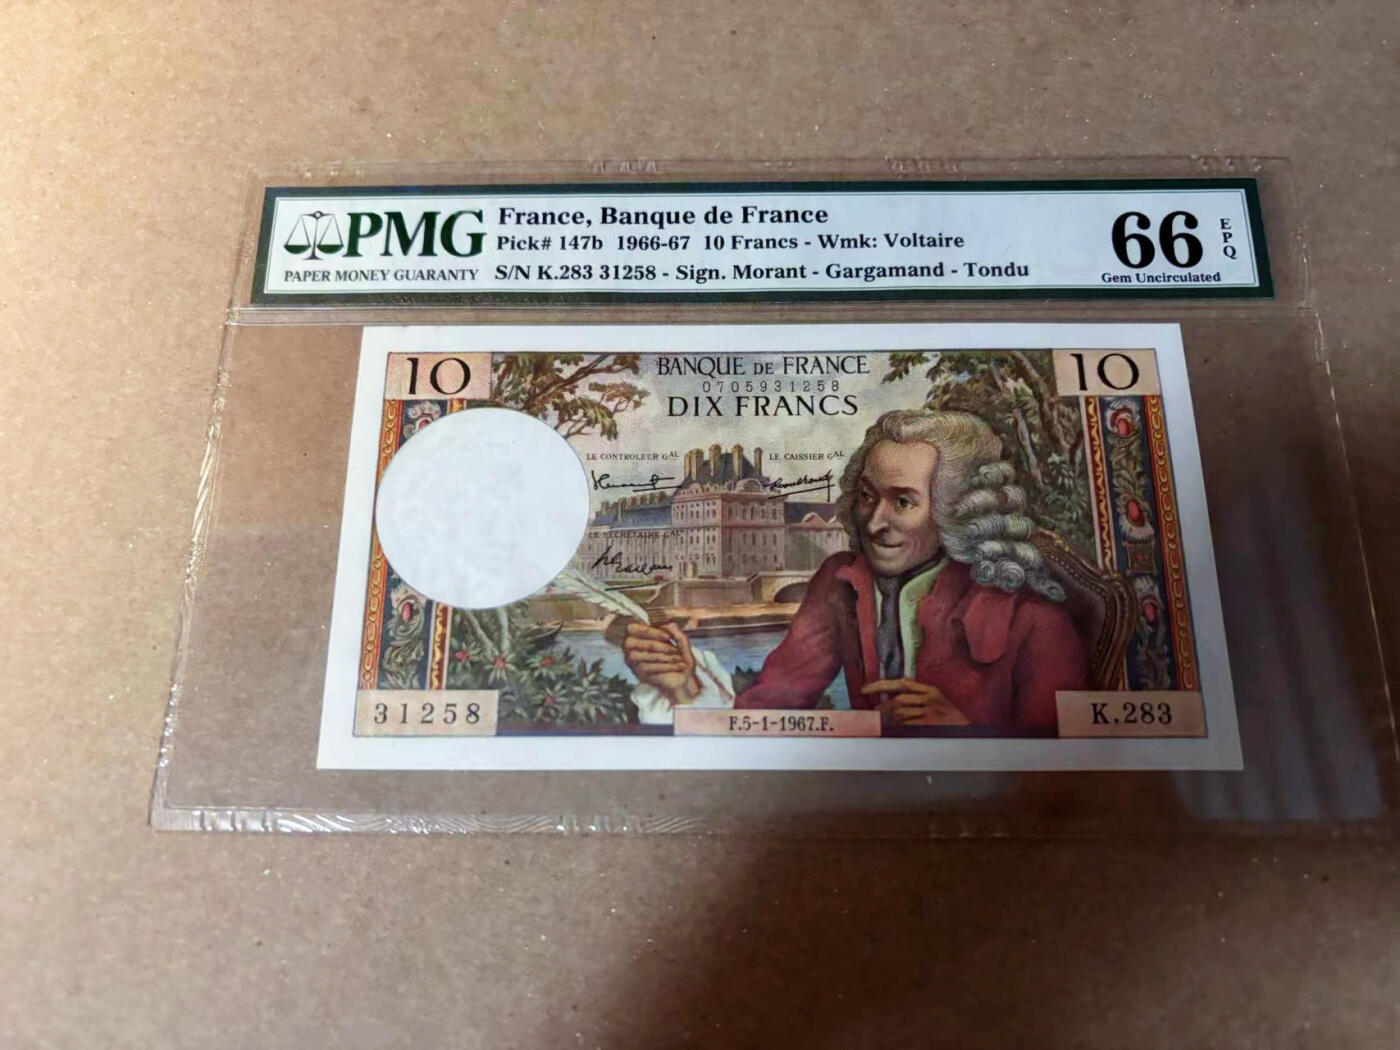 PMG
PAPER MONEY GUARANTY
France, Banque de France
Pick# 147b 1966-67 10 Francs - Wmk: Voltaire
S/N K.283 31258 - Sign. Morant - Gargamand - Tondu
66
EPQ
Gem Uncirculated
10
BANQUE DE FRANCE
10
0705931258
DIX FRANCS
LE CONTROLEUR GAL
LE CAISSIER GAL
LE SECRETAIRE GAL
31258
F.5-1-1967.F.
K.283